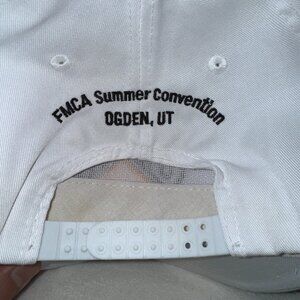 FMCA Summer Convention
OGDEN, UT